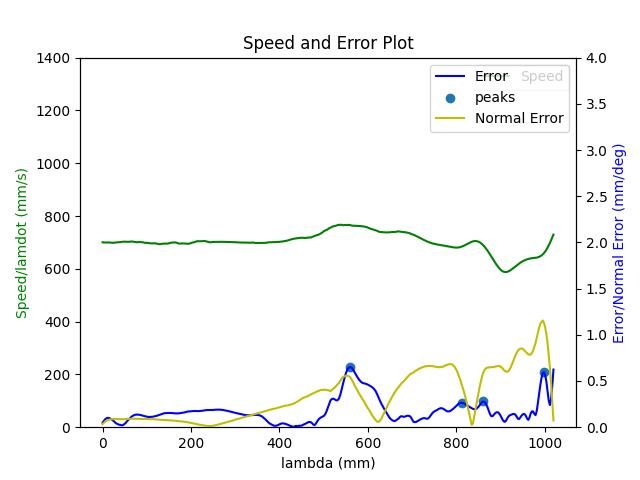 Speed and Error Plot
1400
1200
1000
800
600
400
200
0
Speed/lamdot (mm/s)
4.0
3.5
3.0
2.5
2.0
1.5
1.0
0.5
0.0
Error/Normal Error (mm/deg)
Error
Speed
peaks
Normal Error
0 200 400 600 800 1000
lambda (mm)